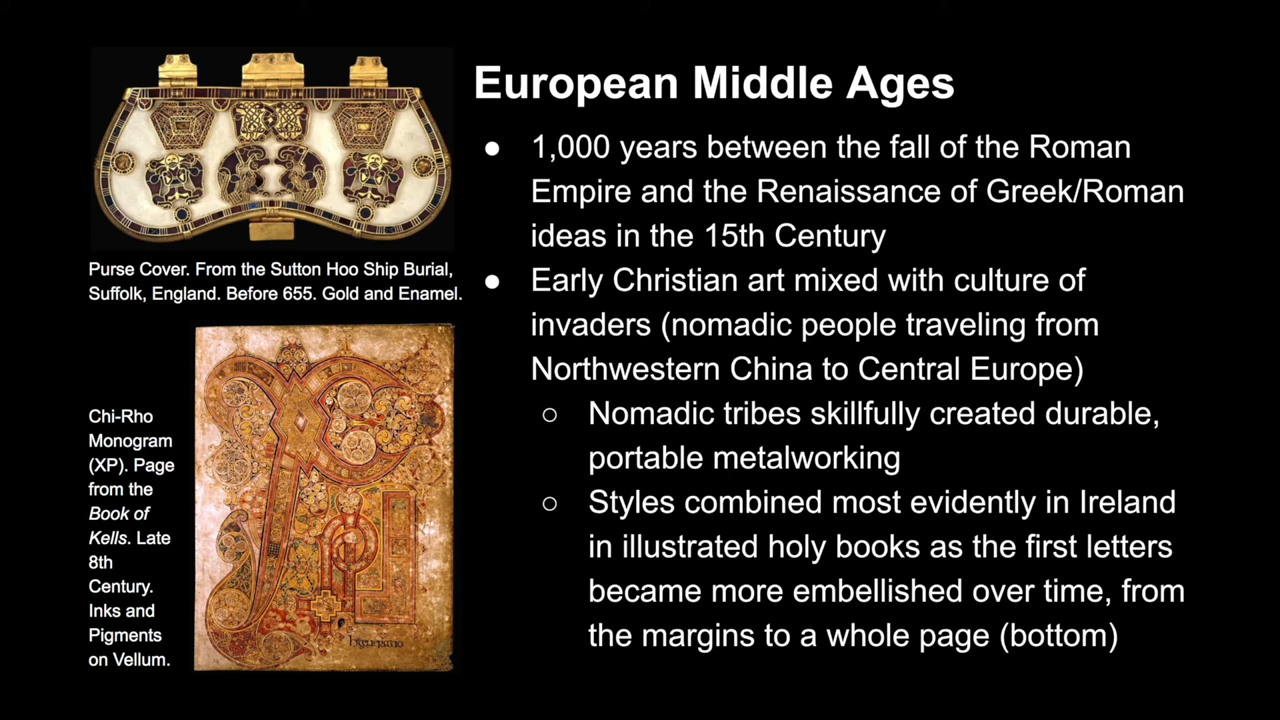 European Middle Ages
● 1,000 years between the fall of the Roman
Empire and the Renaissance of Greek/Roman
ideas in the 15th Century
● Early Christian art mixed with culture of
invaders (nomadic people traveling from
Northwestern China to Central Europe)
○ Nomadic tribes skillfully created durable,
portable metalworking
○ Styles combined most evidently in Ireland
in illustrated holy books as the first letters
became more embellished over time, from
the margins to a whole page (bottom)
Purse Cover. From the Sutton Hoo Ship Burial,
Suffolk, England. Before 655. Gold and Enamel.
Chi-Rho
Monogram
(XP). Page
from the
Book of
Kells. Late
8th
Century.
Inks and
Pigments
on Vellum.